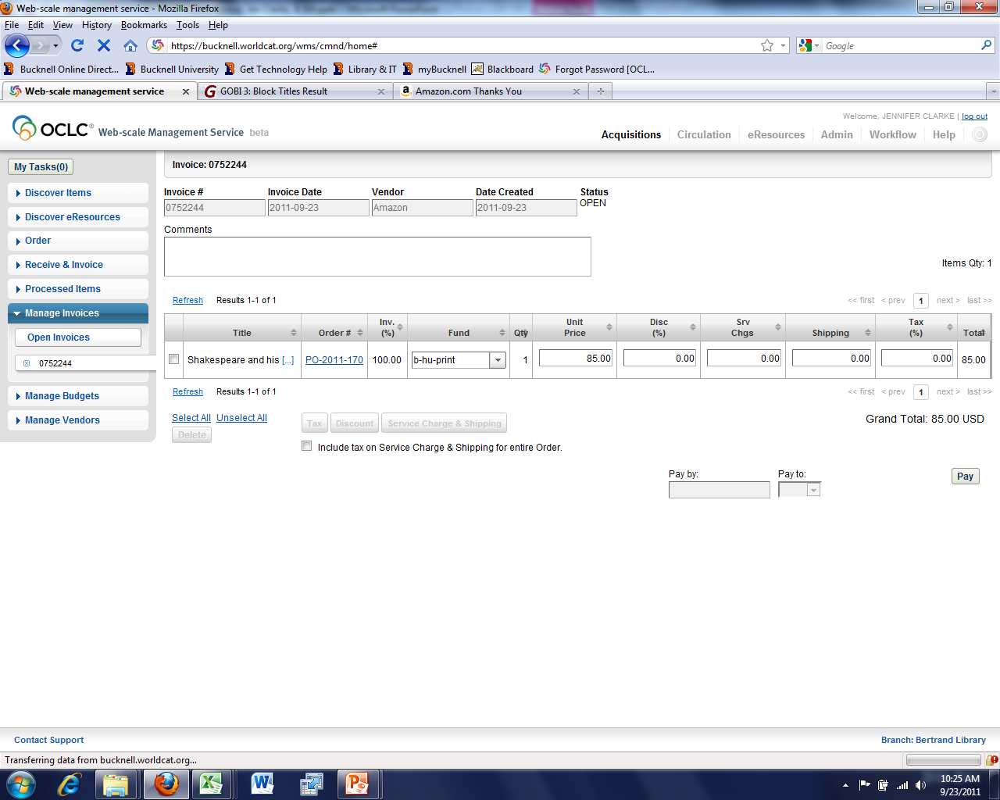 Web-scale management service - Mozilla Firefox
File Edit View History Bookmarks Tools Help
https://bucknell.worldcat.org/wms/cmnd/home#
Google
Bucknell Online Direct... Bucknell University Get Technology Help Library & IT myBucknell Blackboard Forgot Password [OCL...
Web-scale management service GOBI 3: Block Titles Result Amazon.com Thanks You
Welcome, JENNIFER CLARKE | log out
OCLC® Web-scale Management Service beta
Acquisitions Circulation eResources Admin Workflow Help
My Tasks(0)
Discover Items
Discover eResources
Order
Receive & Invoice
Processed Items
Manage Invoices
Open Invoices
0752244
Manage Budgets
Manage Vendors
Invoice: 0752244
Invoice # Invoice Date Vendor Date Created Status
0752244 2011-09-23 Amazon 2011-09-23 OPEN
Comments
Items Qty: 1
Refresh Results 1-1 of 1 << first < prev 1 next > last >>
Title Order # Inv. (%) Fund Qty Unit Price Disc (%) Srv Chgs Shipping Tax (%) Total
Shakespeare and his [...] PO-2011-170 100.00 b-hu-print 1 85.00 0.00 0.00 0.00 0.00 85.00
Refresh Results 1-1 of 1 << first < prev 1 next > last >>
Select All Unselect All Tax Discount Service Charge & Shipping Grand Total: 85.00 USD
Delete
Include tax on Service Charge & Shipping for entire Order.
Pay by: Pay to: Pay
Contact Support Branch: Bertrand Library
Transferring data from bucknell.worldcat.org...
10:25 AM
9/23/2011